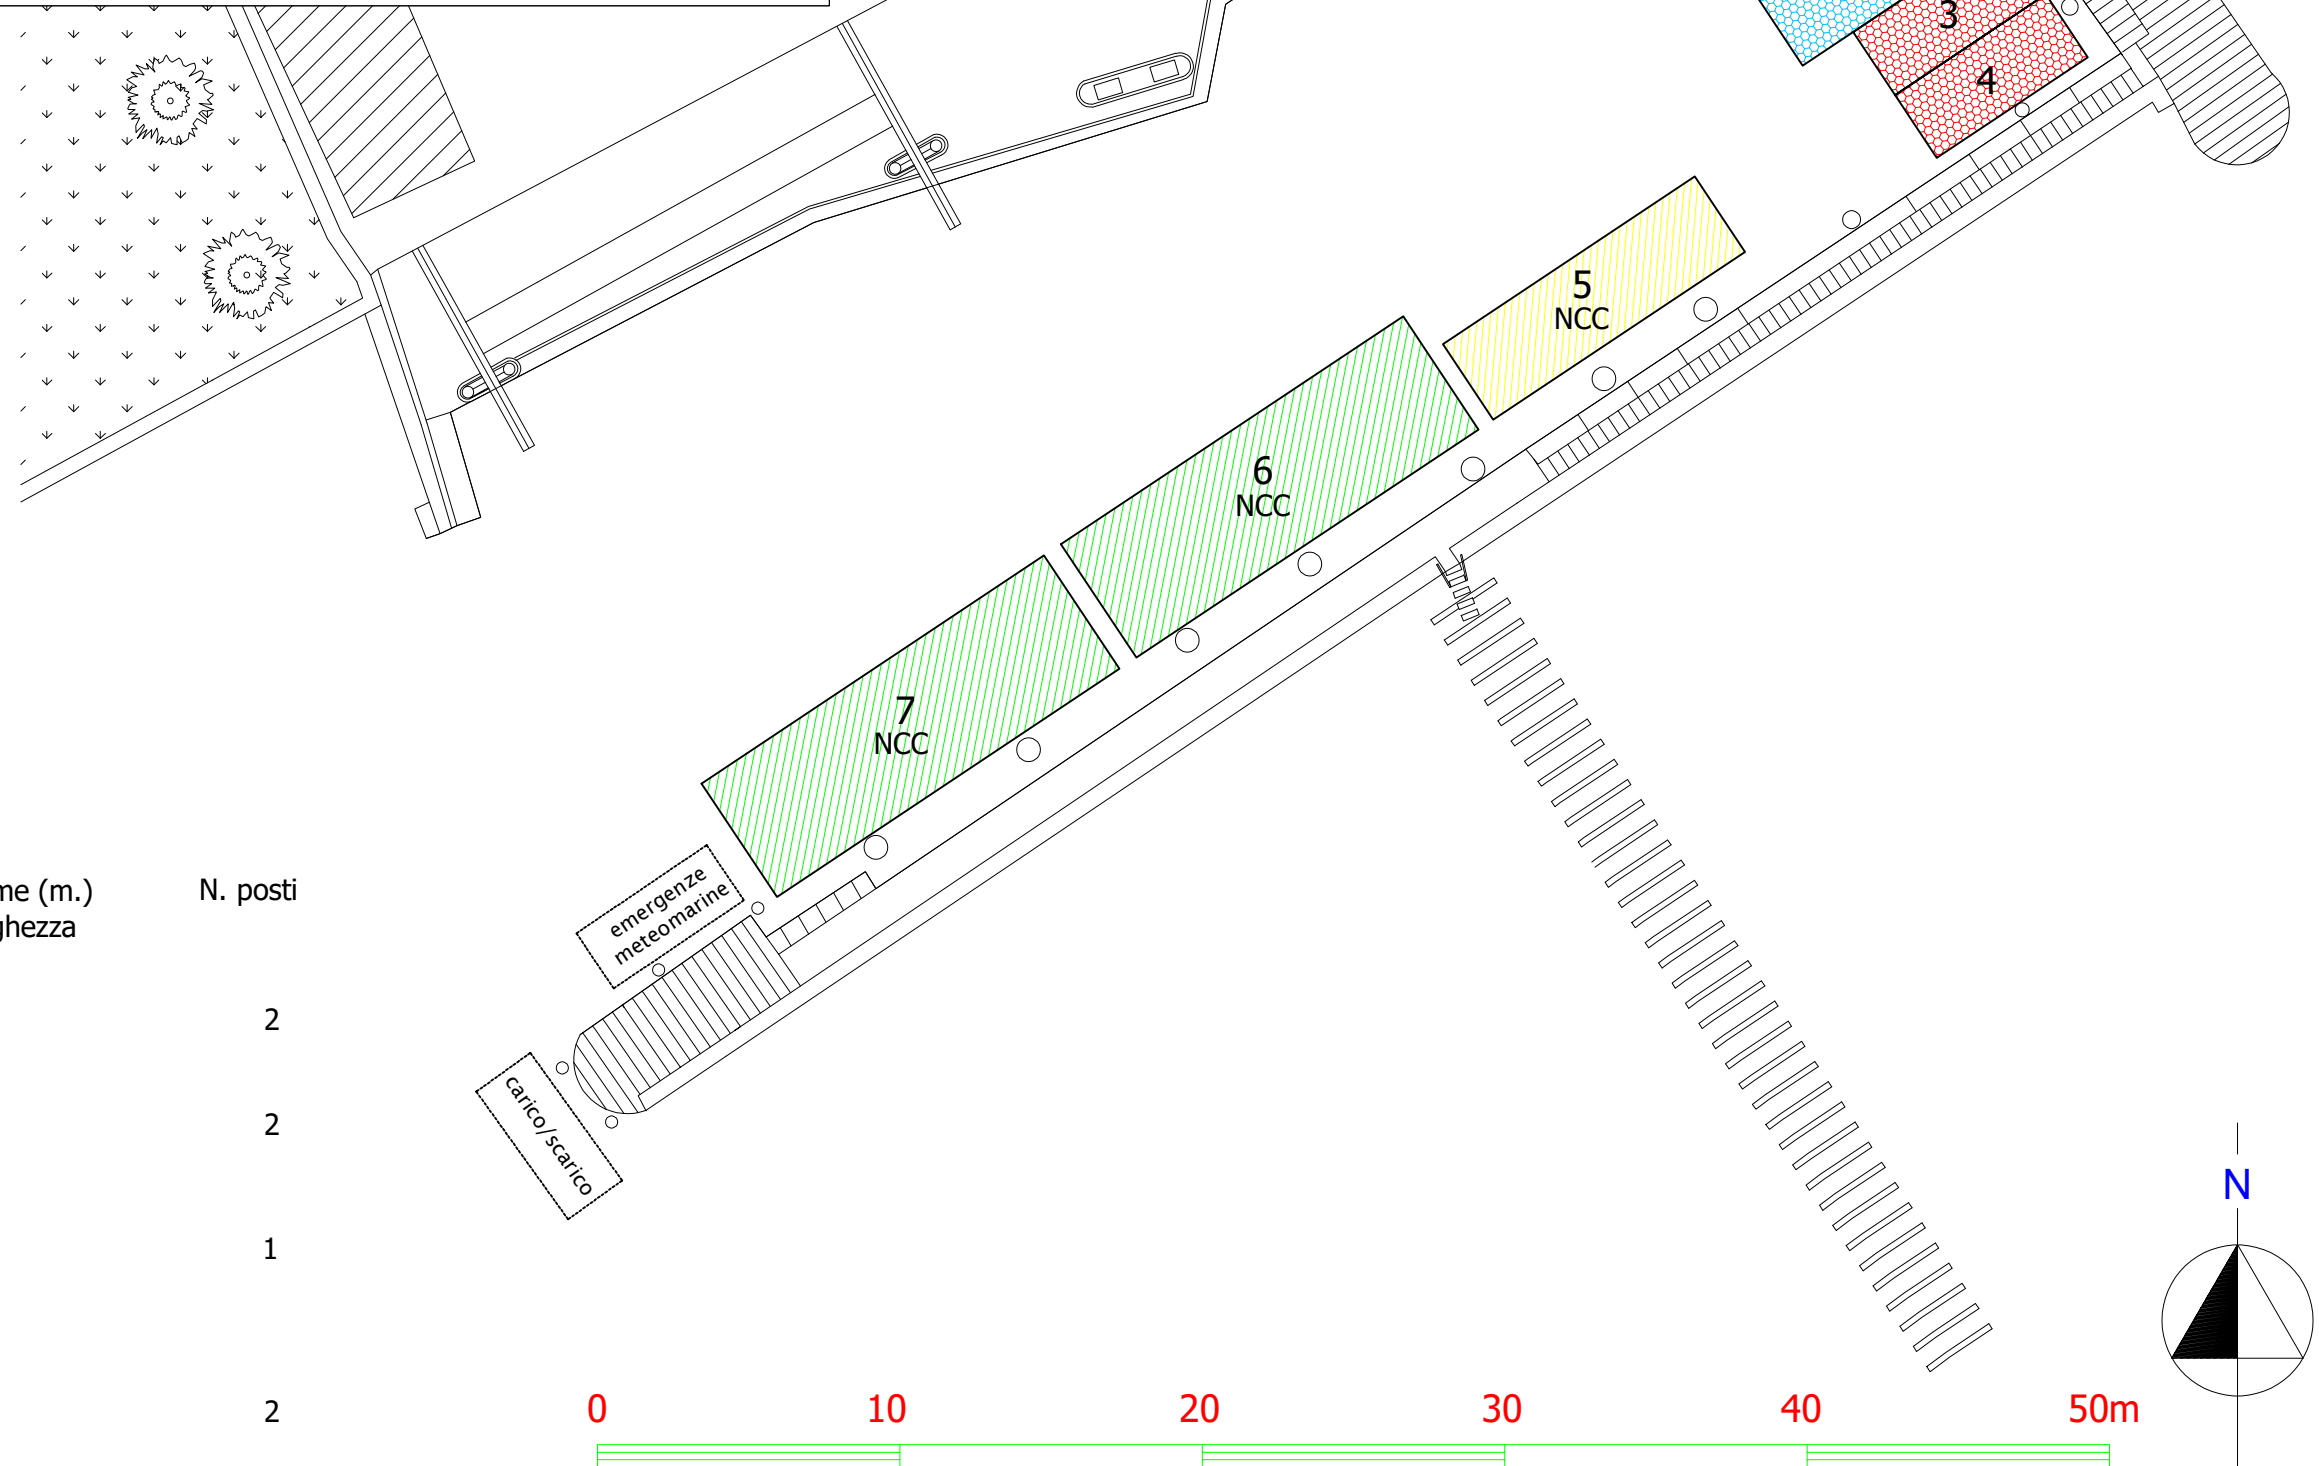 3
4
5
NCC
6
NCC
7
NCC
emergenze
meteomarine
carico/scarico
me (m.)
ghezza
N. posti
2
2
1
2
N
0 10 20 30 40 50m